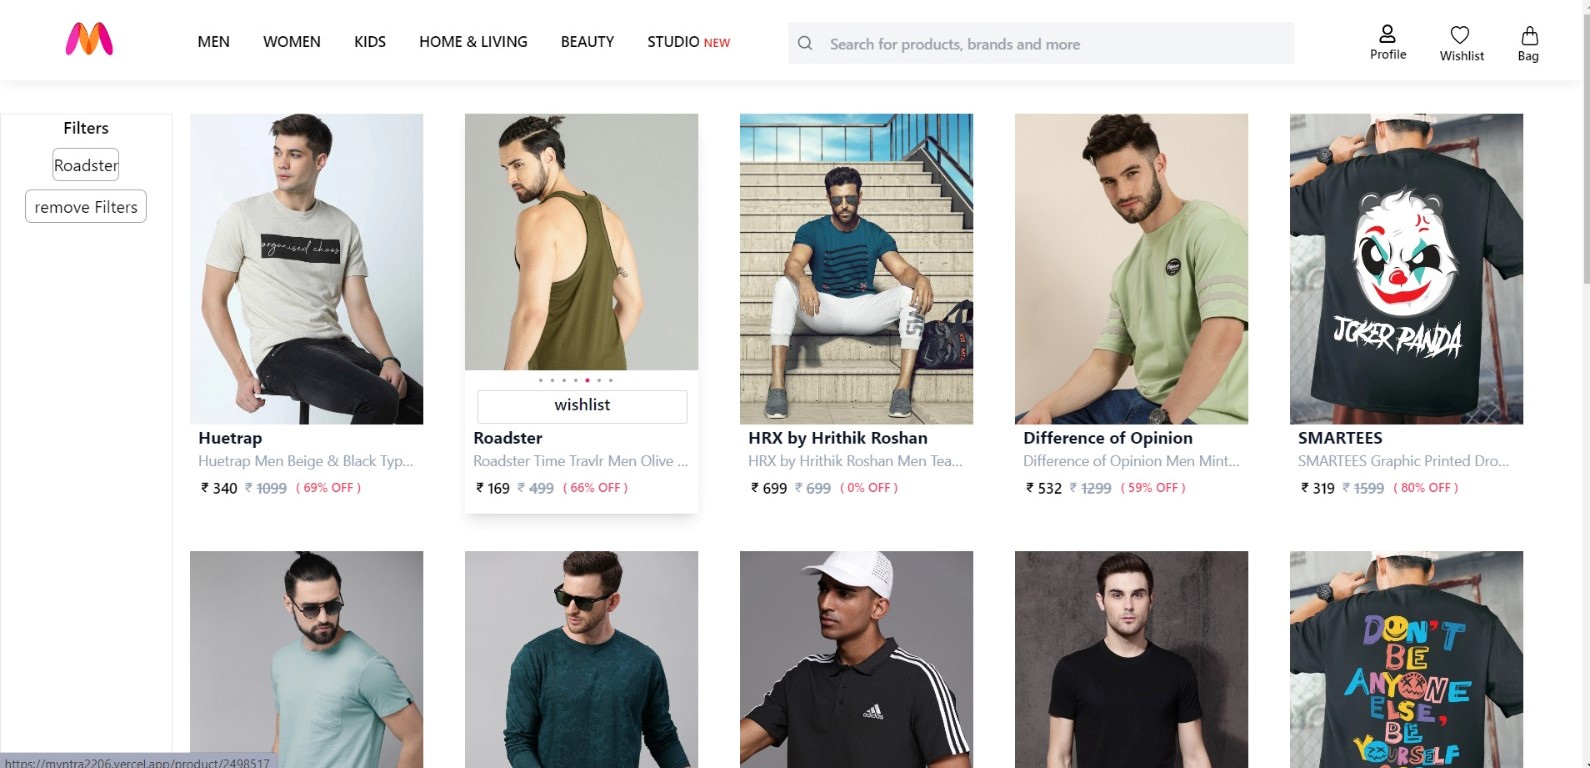 MEN WOMEN KIDS HOME & LIVING BEAUTY STUDIO NEW
Search for products, brands and more
Profile Wishlist Bag
Filters
Roadster
remove Filters
organised chaos
JOKER PANDA
wishlist
Huetrap
Huetrap Men Beige & Black Typ...
₹ 340 ₹ 1099 ( 69% OFF )
Roadster
Roadster Time Travlr Men Olive ...
₹ 169 ₹ 499 ( 66% OFF )
HRX by Hrithik Roshan
HRX by Hrithik Roshan Men Tea...
₹ 699 ₹ 699 ( 0% OFF )
Difference of Opinion
Difference of Opinion Men Mint...
₹ 532 ₹ 1299 ( 59% OFF )
SMARTEES
SMARTEES Graphic Printed Dro...
₹ 319 ₹ 1599 ( 80% OFF )
adidas
DON'T
BE
ANYONE
ELSE,
BE
YOURSELF
https://myntra2206.vercel.app/product/2498517